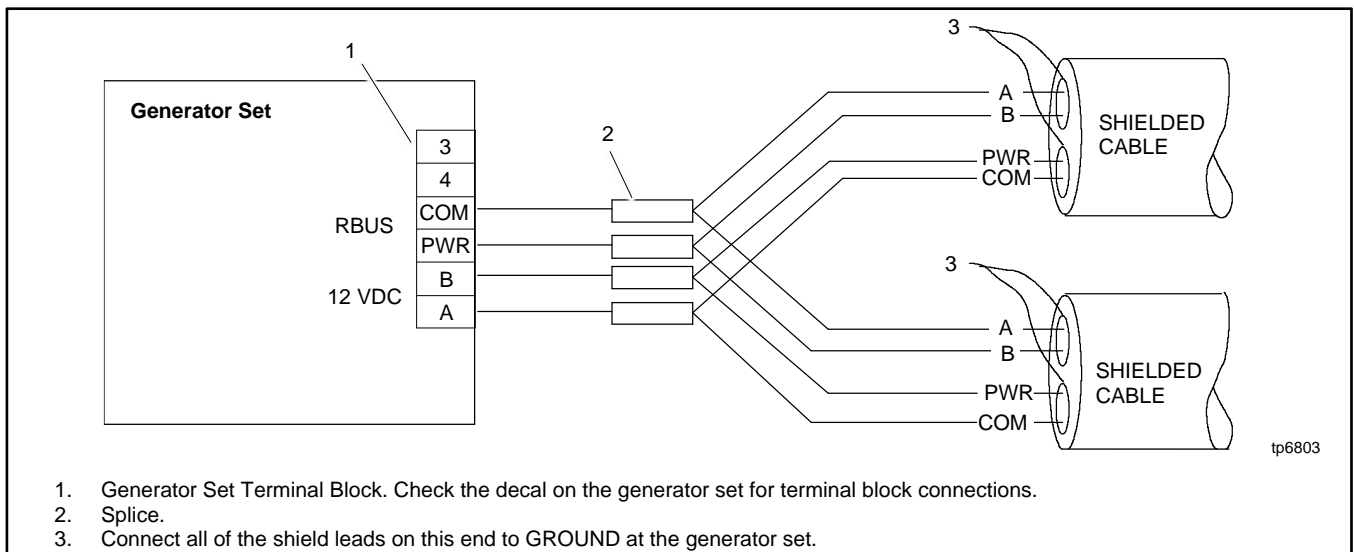 1
Generator Set
3
4
COM
PWR
B
A
RBUS
12 VDC
2
3
A
B
PWR
COM
SHIELDED
CABLE
3
A
B
PWR
COM
SHIELDED
CABLE
tp6803
1. Generator Set Terminal Block. Check the decal on the generator set for terminal block connections.
2. Splice.
3. Connect all of the shield leads on this end to GROUND at the generator set.